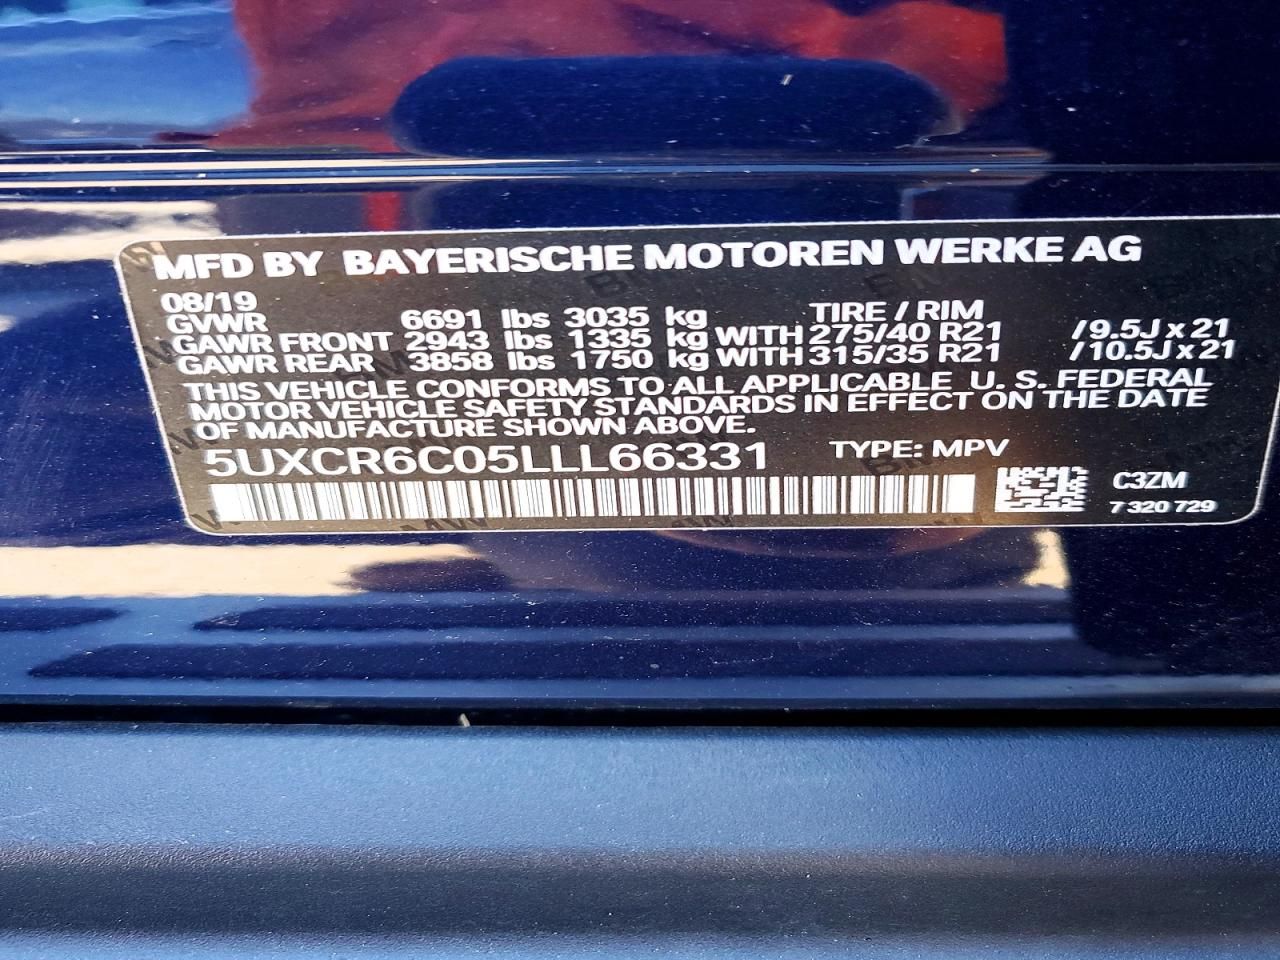 MFD BY BAYERISCHE MOTOREN WERKE AG
08/19 TIRE / RIM
GVWR 6691 lbs 3035 kg
GAWR FRONT 2943 lbs 1335 kg WITH 275/40 R21 /9.5J x 21
GAWR REAR 3858 lbs 1750 kg WITH 315/35 R21 /10.5J x 21
THIS VEHICLE CONFORMS TO ALL APPLICABLE U. S. FEDERAL
MOTOR VEHICLE SAFETY STANDARDS IN EFFECT ON THE DATE
OF MANUFACTURE SHOWN ABOVE.
5UXCR6C05LLL66331 TYPE: MPV
C3ZM
7 320 729